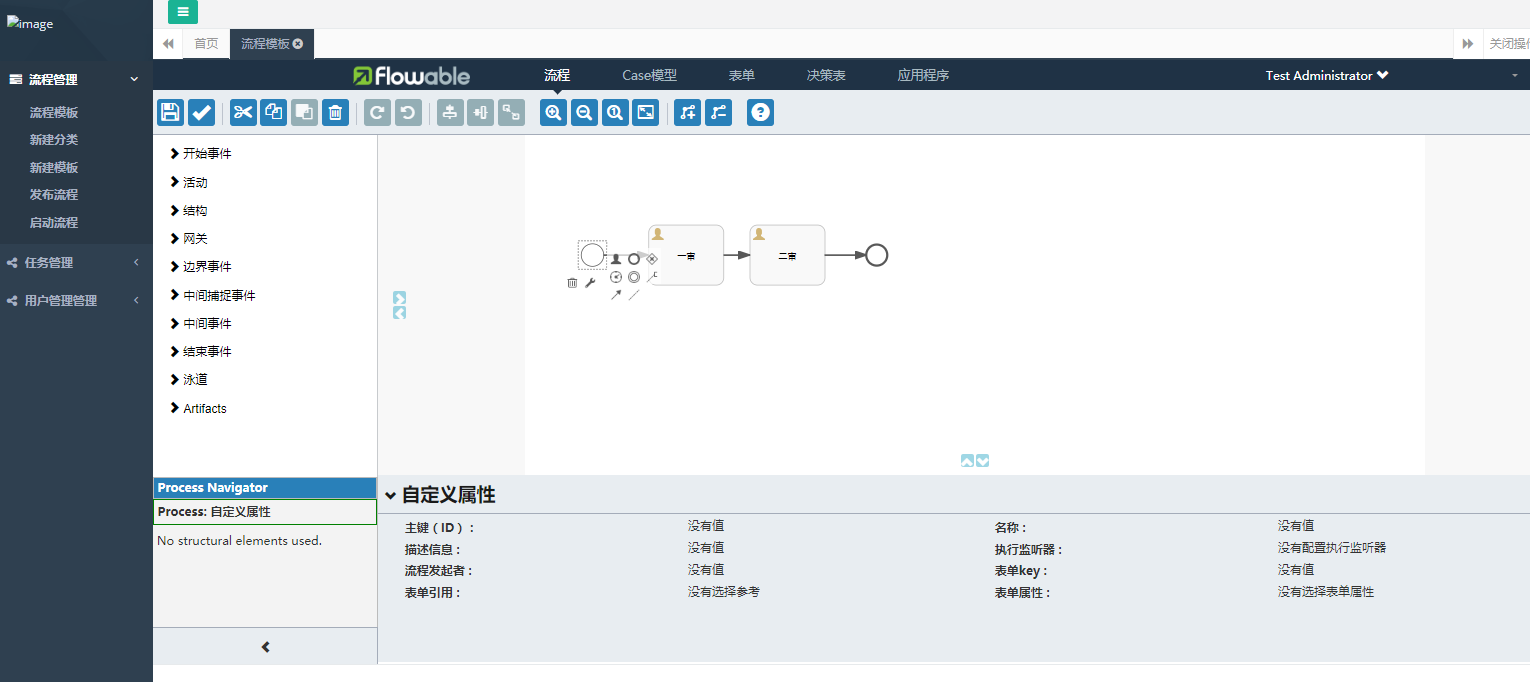 image
首页
流程模板
关闭操作
流程管理
流程模板
新建分类
新建模板
发布流程
启动流程
任务管理
用户管理管理
flowable
流程
Case模型
表单
决策表
应用程序
Test Administrator
开始事件
活动
结构
网关
边界事件
中间捕捉事件
中间事件
结束事件
泳道
Artifacts
一审
二审
Process Navigator
Process: 自定义属性
No structural elements used.
自定义属性
主键 ( ID ) : 没有值 名称 : 没有值
描述信息 : 没有值 执行监听器 : 没有配置执行监听器
流程发起者 : 没有值 表单key : 没有值
表单引用 : 没有选择参考 表单属性 : 没有选择表单属性